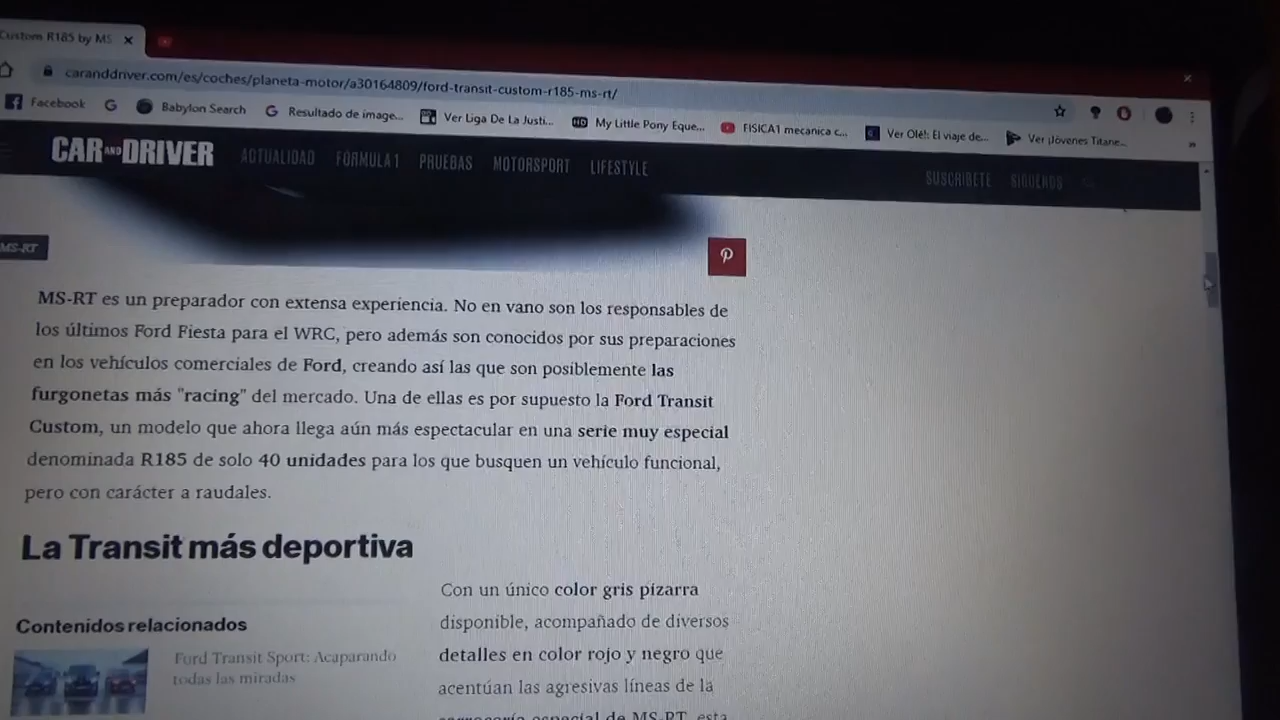 Custom R185 by MS
caranddriver.com/es/coches/planeta-motor/a30164809/ford-transit-custom-r185-ms-rt/
Facebook
Babylon Search
Resultado de image...
Ver Liga De La Justi...
My Little Pony Eque...
FISICA1 mecanica c...
Ver Olé!: El viaje de...
Ver ¡Jóvenes Titane...
»
CAR AND DRIVER
ACTUALIDAD
FÓRMULA 1
PRUEBAS
MOTORSPORT
LIFESTYLE
SUSCRÍBETE
SÍGUENOS
MS-RT
MS-RT es un preparador con extensa experiencia. No en vano son los responsables de
los últimos Ford Fiesta para el WRC, pero además son conocidos por sus preparaciones
en los vehículos comerciales de Ford, creando así las que son posiblemente las
furgonetas más "racing" del mercado. Una de ellas es por supuesto la Ford Transit
Custom, un modelo que ahora llega aún más espectacular en una serie muy especial
denominada R185 de solo 40 unidades para los que busquen un vehículo funcional,
pero con carácter a raudales.
La Transit más deportiva
Contenidos relacionados
Ford Transit Sport: Acaparando
todas las miradas
Con un único color gris pizarra
disponible, acompañado de diversos
detalles en color rojo y negro que
acentúan las agresivas líneas de la
carrocería especial de MS-RT, esta